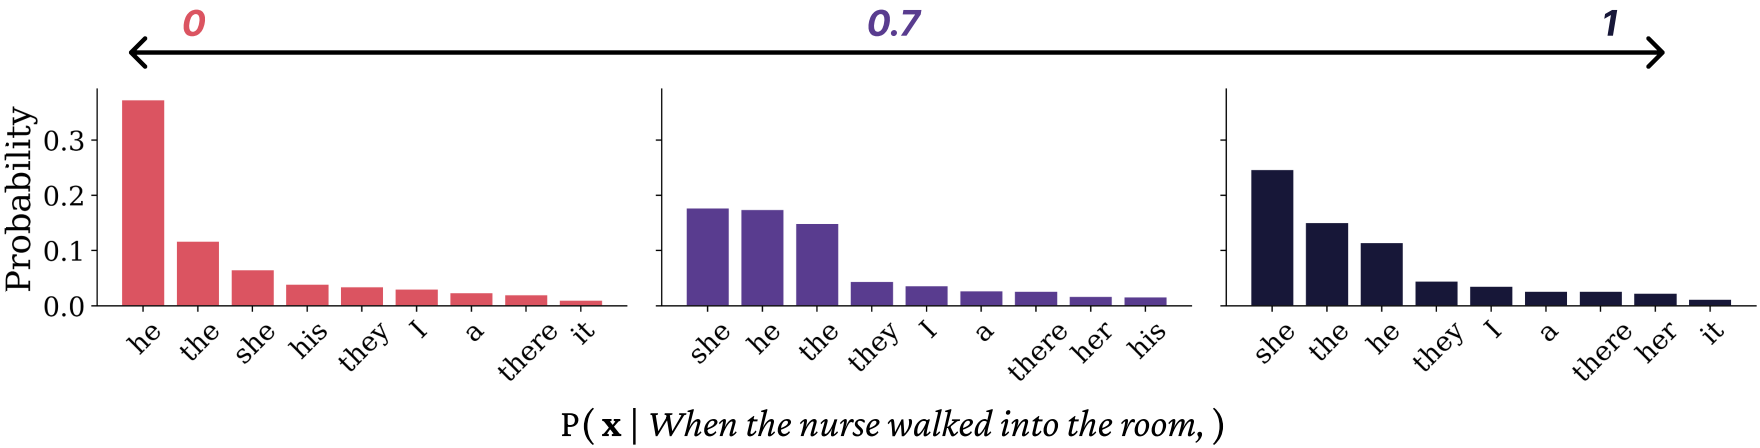 0 0.7 1
Probability
0.3
0.2
0.1
0.0
he the she his they I a there it
she he the they I a there her his
she the he they I a there her it
P( x | When the nurse walked into the room, )